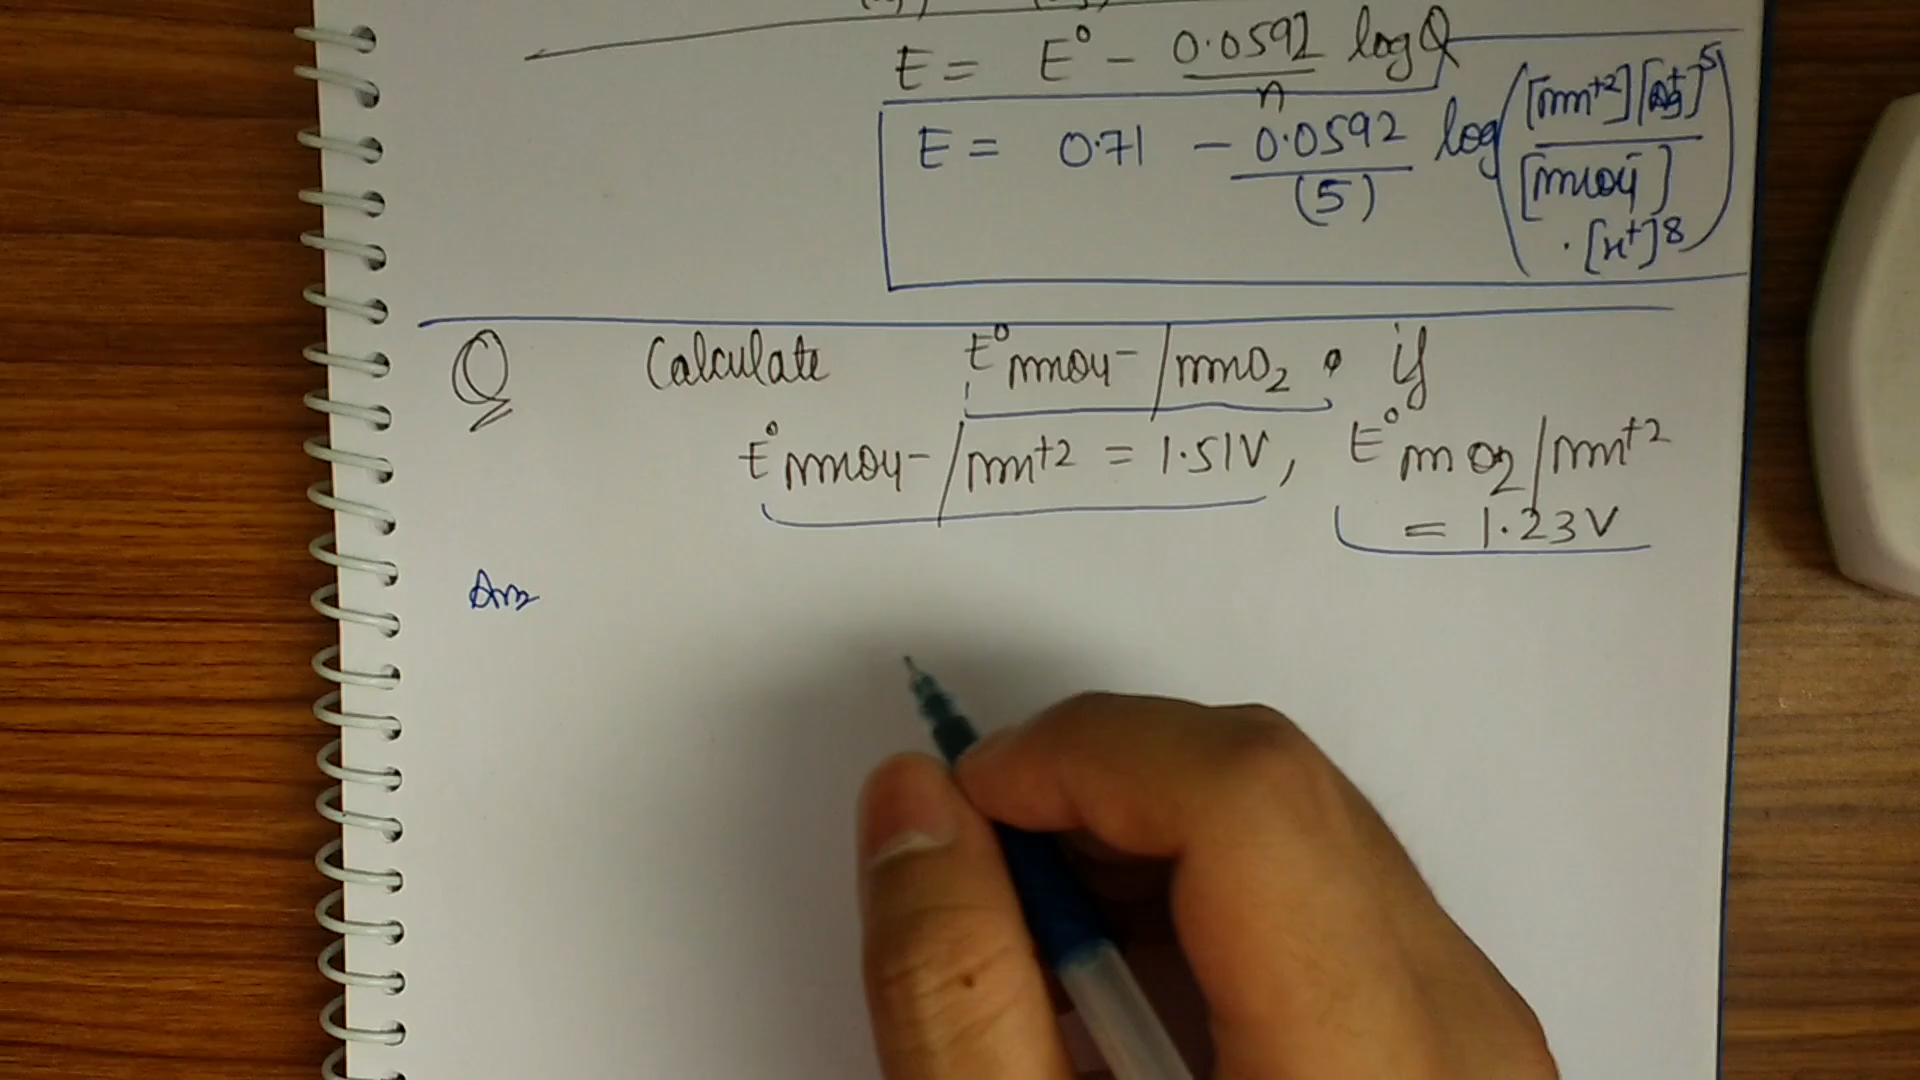 E = E° - 0.0592/n log Q
E = 0.71 - 0.0592/(5) log([Mn+2][Ag+]5/[MnO4-]·[H+]8)
Q Calculate E°MnO4-/MnO2 . if
E°MnO4-/Mn+2 = 1.51V, E°MnO2/Mn+2
= 1.23V
Ans